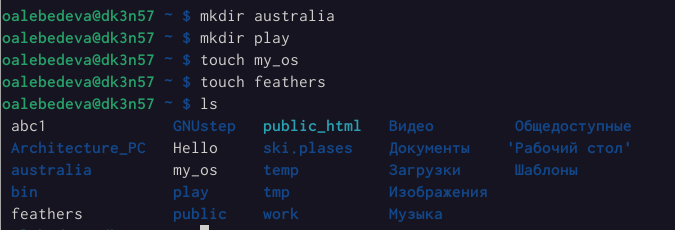 oalebedeva@dk3n57 ~ $ mkdir australia
oalebedeva@dk3n57 ~ $ mkdir play
oalebedeva@dk3n57 ~ $ touch my_os
oalebedeva@dk3n57 ~ $ touch feathers
oalebedeva@dk3n57 ~ $ ls
abc1 GNUstep public_html Видео Общедоступные
Architecture_PC Hello ski.plases Документы 'Рабочий стол'
australia my_os temp Загрузки Шаблоны
bin play tmp Изображения
feathers public work Музыка